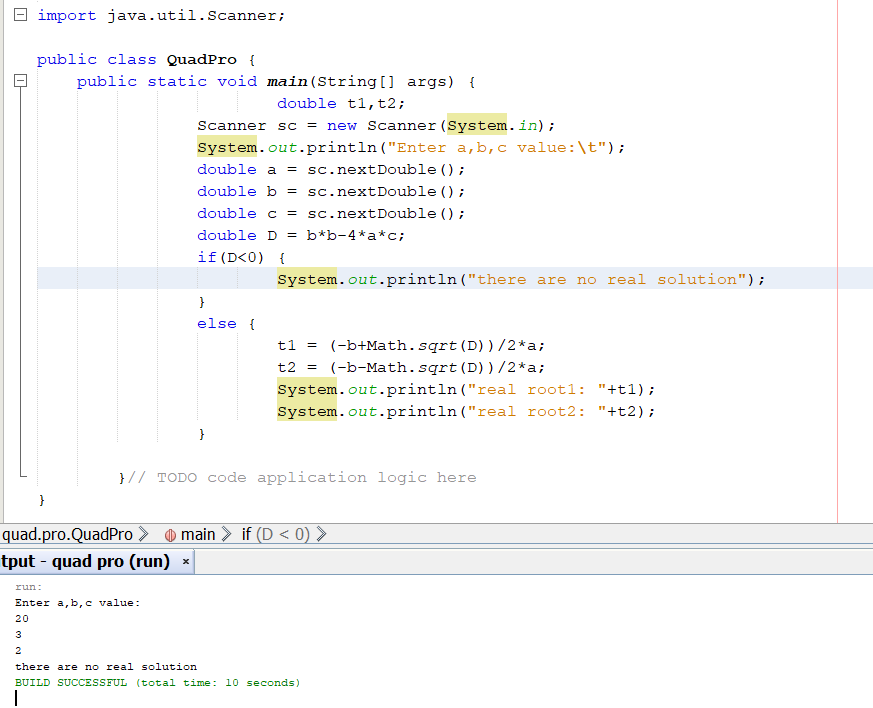 import java.util.Scanner;
public class QuadPro {
public static void main(String[] args) {
double t1,t2;
Scanner sc = new Scanner(System.in);
System.out.println("Enter a,b,c value:\t");
double a = sc.nextDouble();
double b = sc.nextDouble();
double c = sc.nextDouble();
double D = b*b-4*a*c;
if(D<0) {
System.out.println("there are no real solution");
}
else {
t1 = (-b+Math.sqrt(D))/2*a;
t2 = (-b-Math.sqrt(D))/2*a;
System.out.println("real root1: "+t1);
System.out.println("real root2: "+t2);
}
}// TODO code application logic here
}
quad.pro.QuadPro main if (D < 0)
tput - quad pro (run) ×
run:
Enter a,b,c value:
20
3
2
there are no real solution
BUILD SUCCESSFUL (total time: 10 seconds)